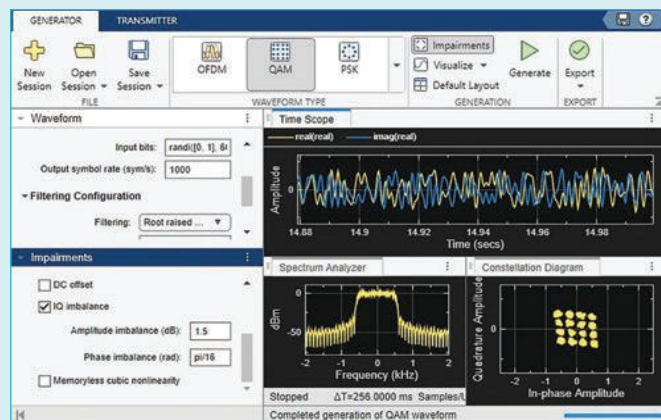 GENERATOR TRANSMITTER
New Session
Open Session
Save Session
FILE
OFDM
QAM
PSK
WAVEFORM TYPE
Impairments
Visualize
Default Layout
Generate
GENERATION
Export
EXPORT
Waveform
Input bits: randi([0, 1], 6
Output symbol rate (sym/s): 1000
Filtering Configuration
Filtering: Root raised ...
Impairments
DC offset
IQ imbalance
Amplitude imbalance (dB): 1.5
Phase imbalance (rad): pi/16
Memoryless cubic nonlinearity
Time Scope
real(real) imag(real)
Amplitude
0
14.88 14.9 14.92 14.94 14.96 14.98
Time (secs)
Spectrum Analyzer
dBm
0
-50
-2 -1 0 1 2
Frequency (kHz)
Stopped ΔT=256.0000 ms Samples/U
Constellation Diagram
Quadrature Amplitude
0
-2 -1 0 1 2
In-phase Amplitude
Completed generation of QAM waveform